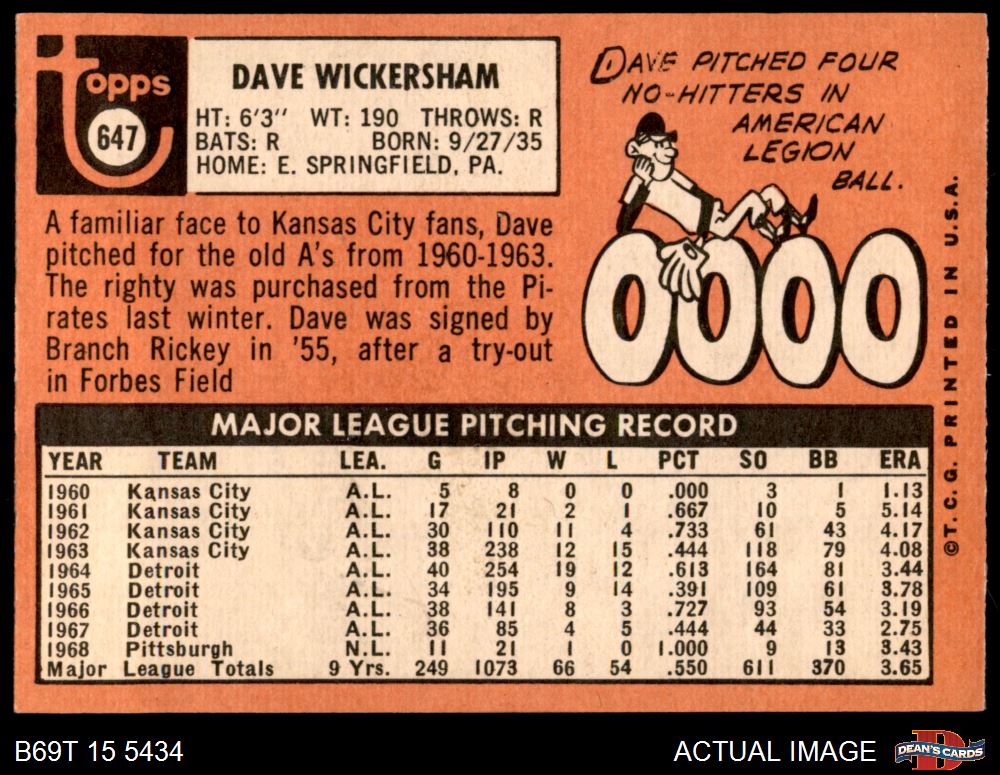 Topps
647
DAVE WICKERSHAM
HT: 6'3" WT: 190 THROWS: R
BATS: R BORN: 9/27/35
HOME: E. SPRINGFIELD, PA.
DAVE PITCHED FOUR
NO-HITTERS IN
AMERICAN
LEGION
BALL.
0000
A familiar face to Kansas City fans, Dave
pitched for the old A's from 1960-1963.
The righty was purchased from the Pi-
rates last winter. Dave was signed by
Branch Rickey in '55, after a try-out
in Forbes Field
MAJOR LEAGUE PITCHING RECORD
YEAR TEAM LEA. G IP W L PCT SO BB ERA
1960 Kansas City A.L. 5 8 0 0 .000 3 1 1.13
1961 Kansas City A.L. 17 21 2 1 .667 10 5 5.14
1962 Kansas City A.L. 30 110 11 4 .733 61 43 4.17
1963 Kansas City A.L. 38 238 12 15 .444 118 79 4.08
1964 Detroit A.L. 40 254 19 12 .613 164 81 3.44
1965 Detroit A.L. 34 195 9 14 .391 109 61 3.78
1966 Detroit A.L. 38 141 8 3 .727 93 54 3.19
1967 Detroit A.L. 36 85 4 5 .444 44 33 2.75
1968 Pittsburgh N.L. 11 21 1 0 1.000 9 13 3.43
Major League Totals 9 Yrs. 249 1073 66 54 .550 611 370 3.65
©T.C.G. PRINTED IN U.S.A.
B69T 15 5434
ACTUAL IMAGE
DEAN'S CARDS